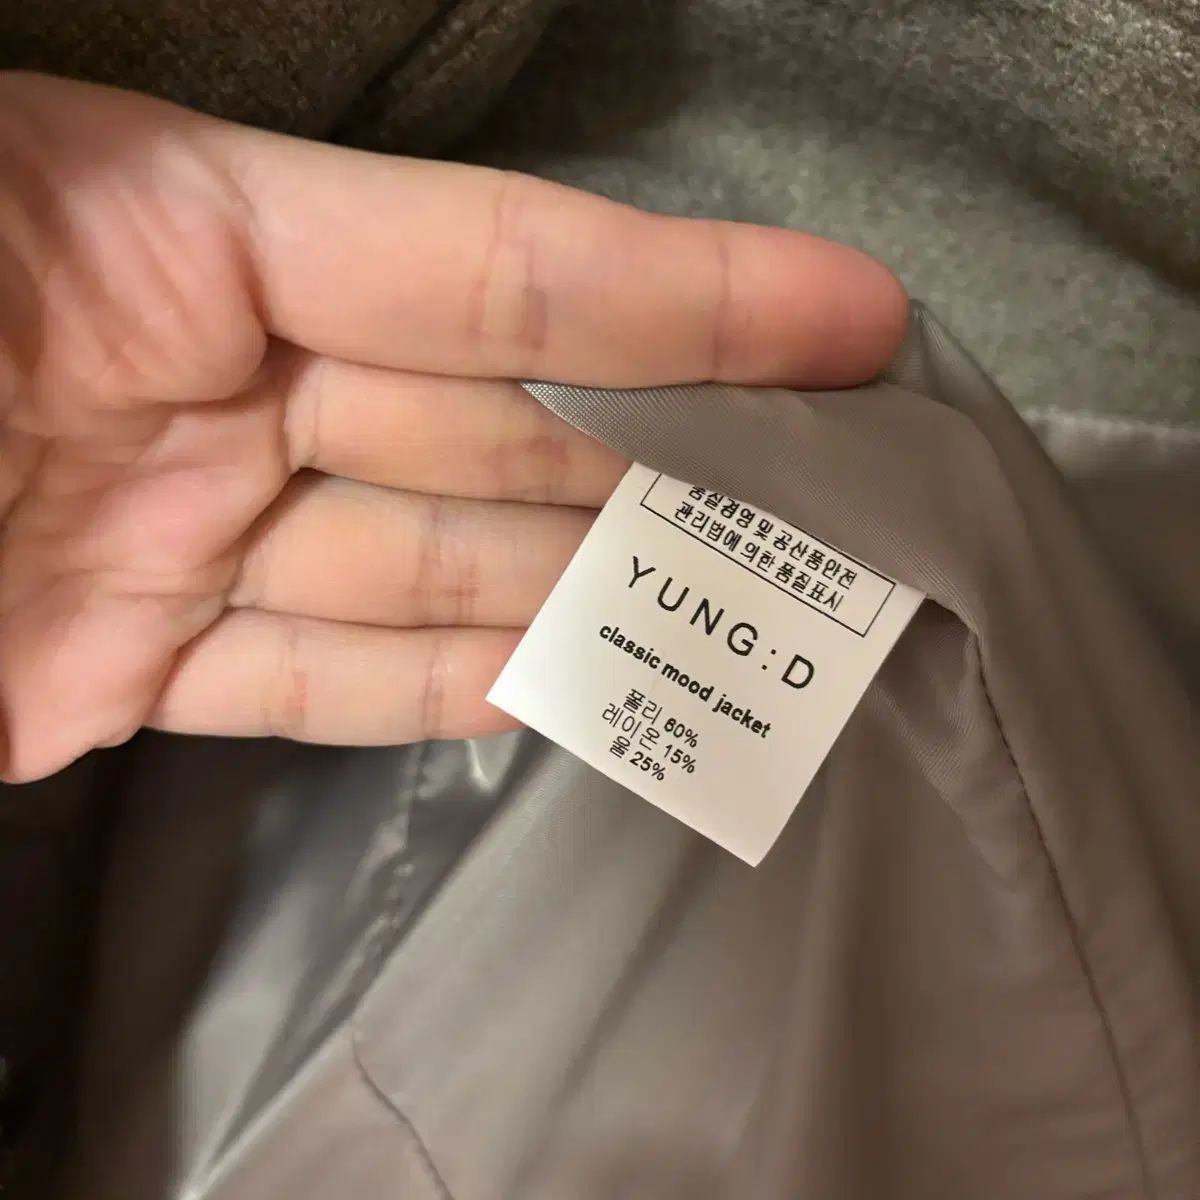 품질경영 및 공산품안전
관리법에 의한 품질표시
YUNG:D
classic mood jacket
폴리 60%
레이온 15%
울 25%